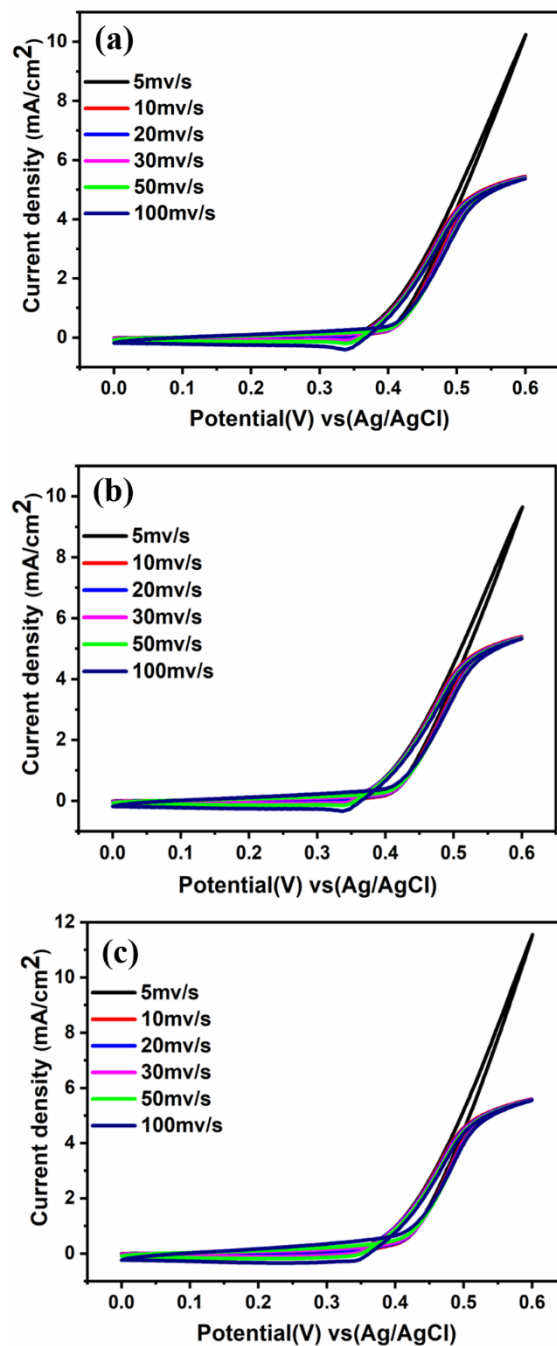 (a)
10
8
6
4
2
0
Current density (mA/cm²)
5mv/s
10mv/s
20mv/s
30mv/s
50mv/s
100mv/s
0.0 0.1 0.2 0.3 0.4 0.5 0.6
Potential(V) vs(Ag/AgCl)
(b)
10
8
6
4
2
0
Current density (mA/cm²)
5mv/s
10mv/s
20mv/s
30mv/s
50mv/s
100mv/s
0.0 0.1 0.2 0.3 0.4 0.5 0.6
Potential(V) vs(Ag/AgCl)
(c)
12
10
8
6
4
2
0
Current density (mA/cm²)
5mv/s
10mv/s
20mv/s
30mv/s
50mv/s
100mv/s
0.0 0.1 0.2 0.3 0.4 0.5 0.6
Potential(V) vs(Ag/AgCl)